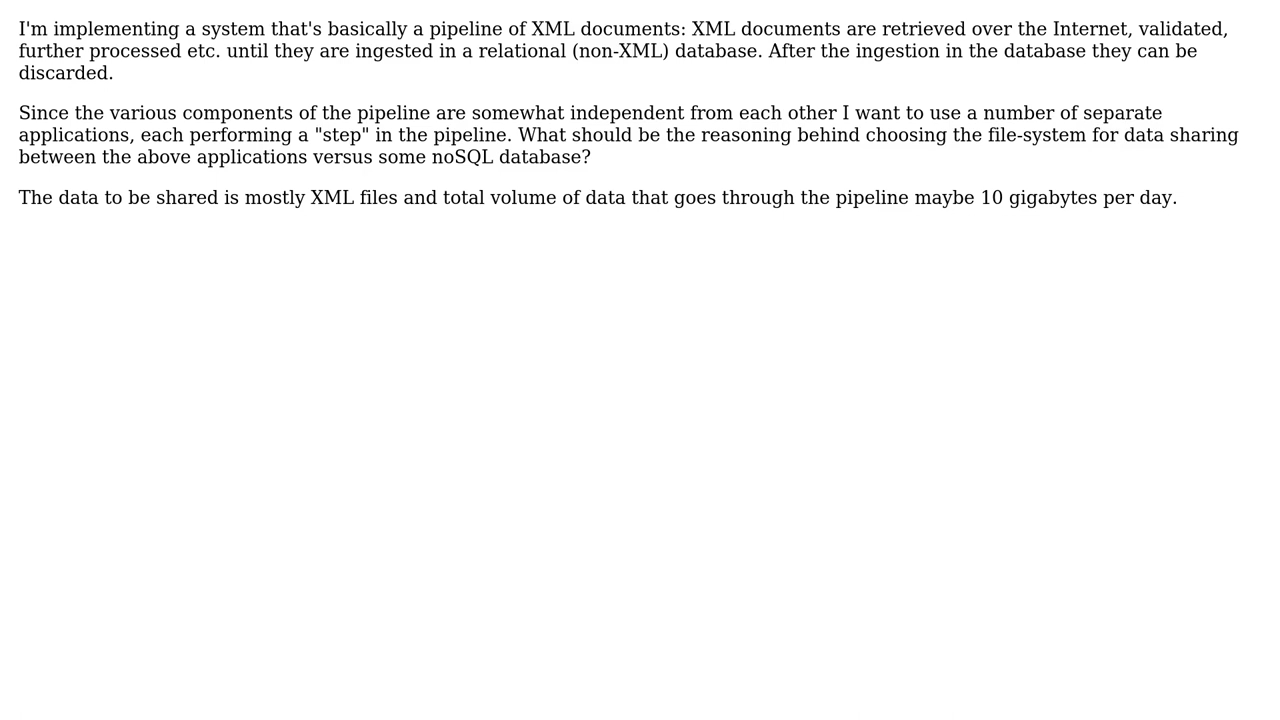 I'm implementing a system that's basically a pipeline of XML documents: XML documents are retrieved over the Internet, validated,
further processed etc. until they are ingested in a relational (non-XML) database. After the ingestion in the database they can be
discarded.
Since the various components of the pipeline are somewhat independent from each other I want to use a number of separate
applications, each performing a "step" in the pipeline. What should be the reasoning behind choosing the file-system for data sharing
between the above applications versus some noSQL database?
The data to be shared is mostly XML files and total volume of data that goes through the pipeline maybe 10 gigabytes per day.